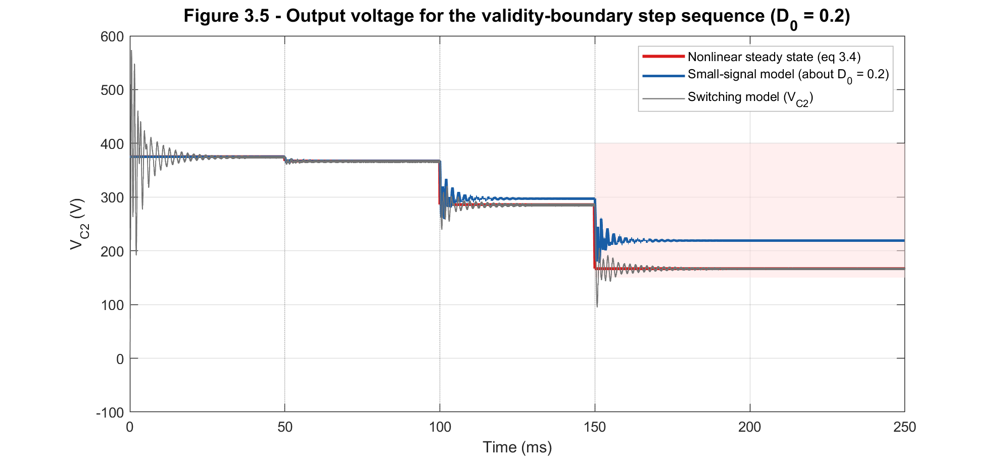 Figure 3.5 - Output voltage for the validity-boundary step sequence (D0 = 0.2)
600
500
400
300
200
100
0
-100
VC2 (V)
Nonlinear steady state (eq 3.4)
Small-signal model (about D0 = 0.2)
Switching model (VC2)
0 50 100 150 200 250
Time (ms)